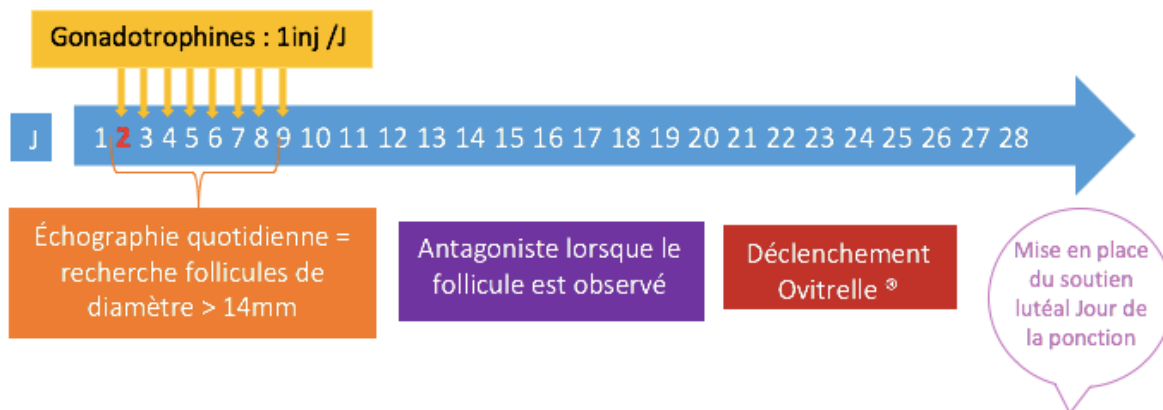 Gonadotrophines : 1inj /J
J
1 2 3 4 5 6 7 8 9 10 11 12 13 14 15 16 17 18 19 20 21 22 23 24 25 26 27 28
Échographie quotidienne =
recherche follicules de
diamètre > 14mm
Antagoniste lorsque le
follicule est observé
Déclenchement
Ovitrelle ®
Mise en place
du soutien
lutéal Jour de
la ponction